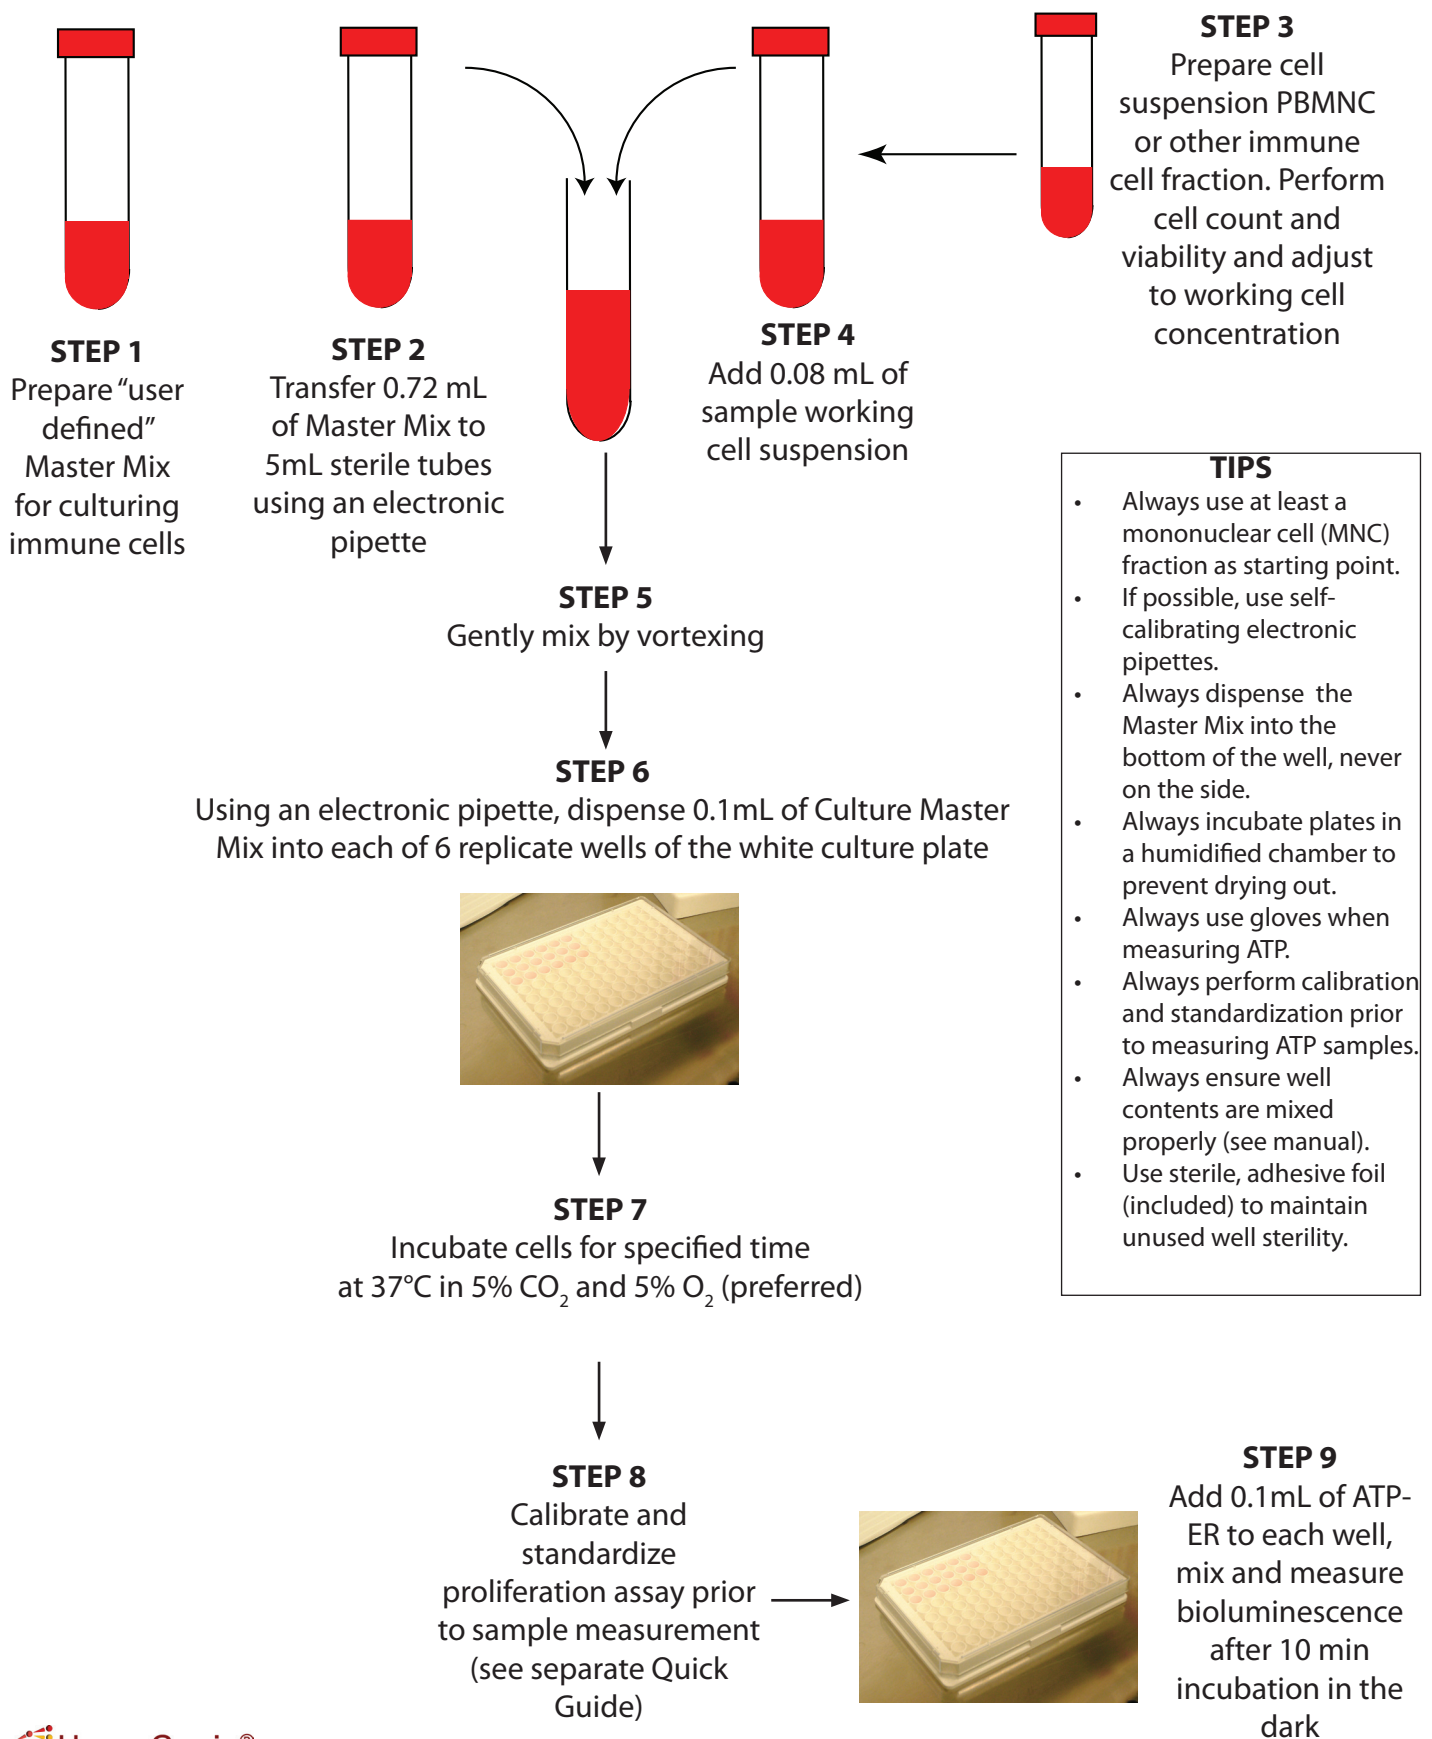 STEP 1
Prepare “user
defined”
Master Mix
for culturing
immune cells
STEP 2
Transfer 0.72 mL
of Master Mix to
5mL sterile tubes
using an electronic
pipette
STEP 3
Prepare cell
suspension PBMNC
or other immune
cell fraction. Perform
cell count and
viability and adjust
to working cell
concentration
STEP 4
Add 0.08 mL of
sample working
cell suspension
STEP 5
Gently mix by vortexing
STEP 6
Using an electronic pipette, dispense 0.1mL of Culture Master
Mix into each of 6 replicate wells of the white culture plate
STEP 7
Incubate cells for specified time
at 37°C in 5% CO2 and 5% O2 (preferred)
STEP 8
Calibrate and
standardize
proliferation assay prior
to sample measurement
(see separate Quick
Guide)
STEP 9
Add 0.1mL of ATP-
ER to each well,
mix and measure
bioluminescence
after 10 min
incubation in the
dark
TIPS
• Always use at least a
mononuclear cell (MNC)
fraction as starting point.
• If possible, use self-
calibrating electronic
pipettes.
• Always dispense  the
Master Mix into the
bottom of the well, never
on the side.
• Always incubate plates in
a humidified chamber to
prevent drying out.
• Always use gloves when
measuring ATP.
• Always perform calibration
and standardization prior
to measuring ATP samples.
• Always ensure well
contents are mixed
properly (see manual).
• Use sterile, adhesive foil
(included) to maintain
unused well sterility.